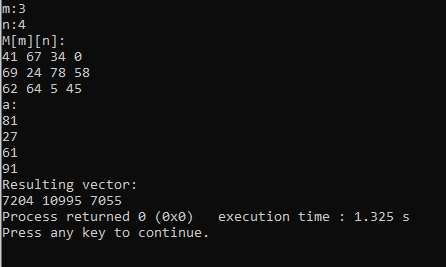 m:3
n:4
M[m][n]:
41 67 34 0
69 24 78 58
62 64 5 45
a:
81
27
61
91
Resulting vector:
7204 10995 7055
Process returned 0 (0x0)   execution time : 1.325 s
Press any key to continue.